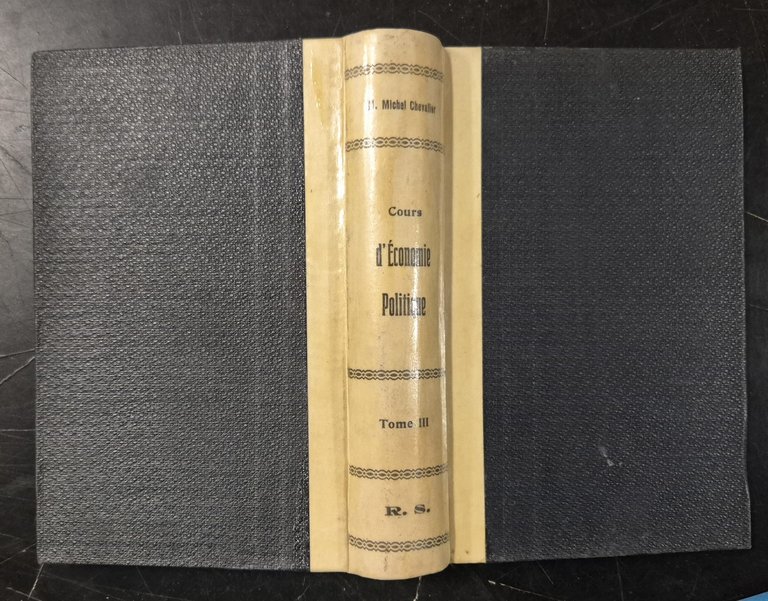 M. Michel Chevalier
Cours
d'Économie
Politique
Tome III
R. S.